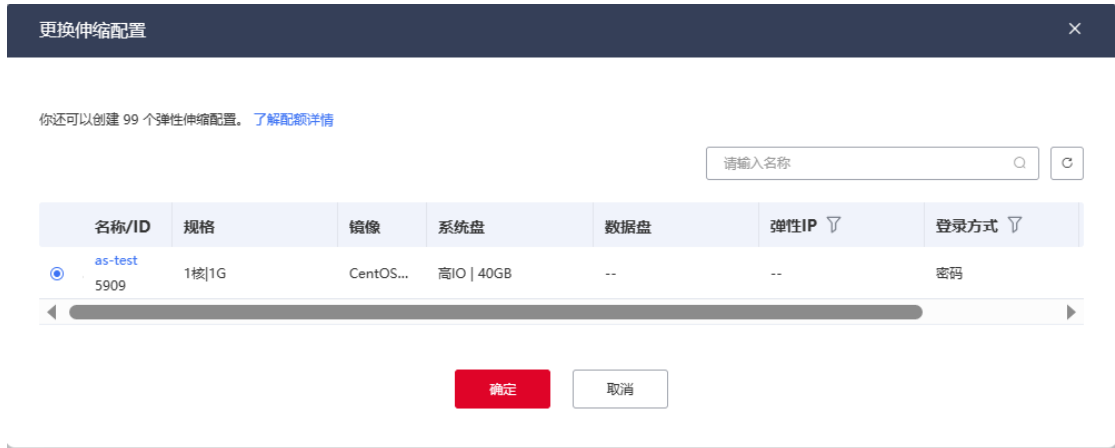 更换伸缩配置
你还可以创建 99 个弹性伸缩配置。 了解配额详情
请输入名称
名称/ID 规格 镜像 系统盘 数据盘 弹性IP 登录方式
as-test
5909
1核|1G CentOS... 高IO | 40GB -- -- 密码
确定 取消